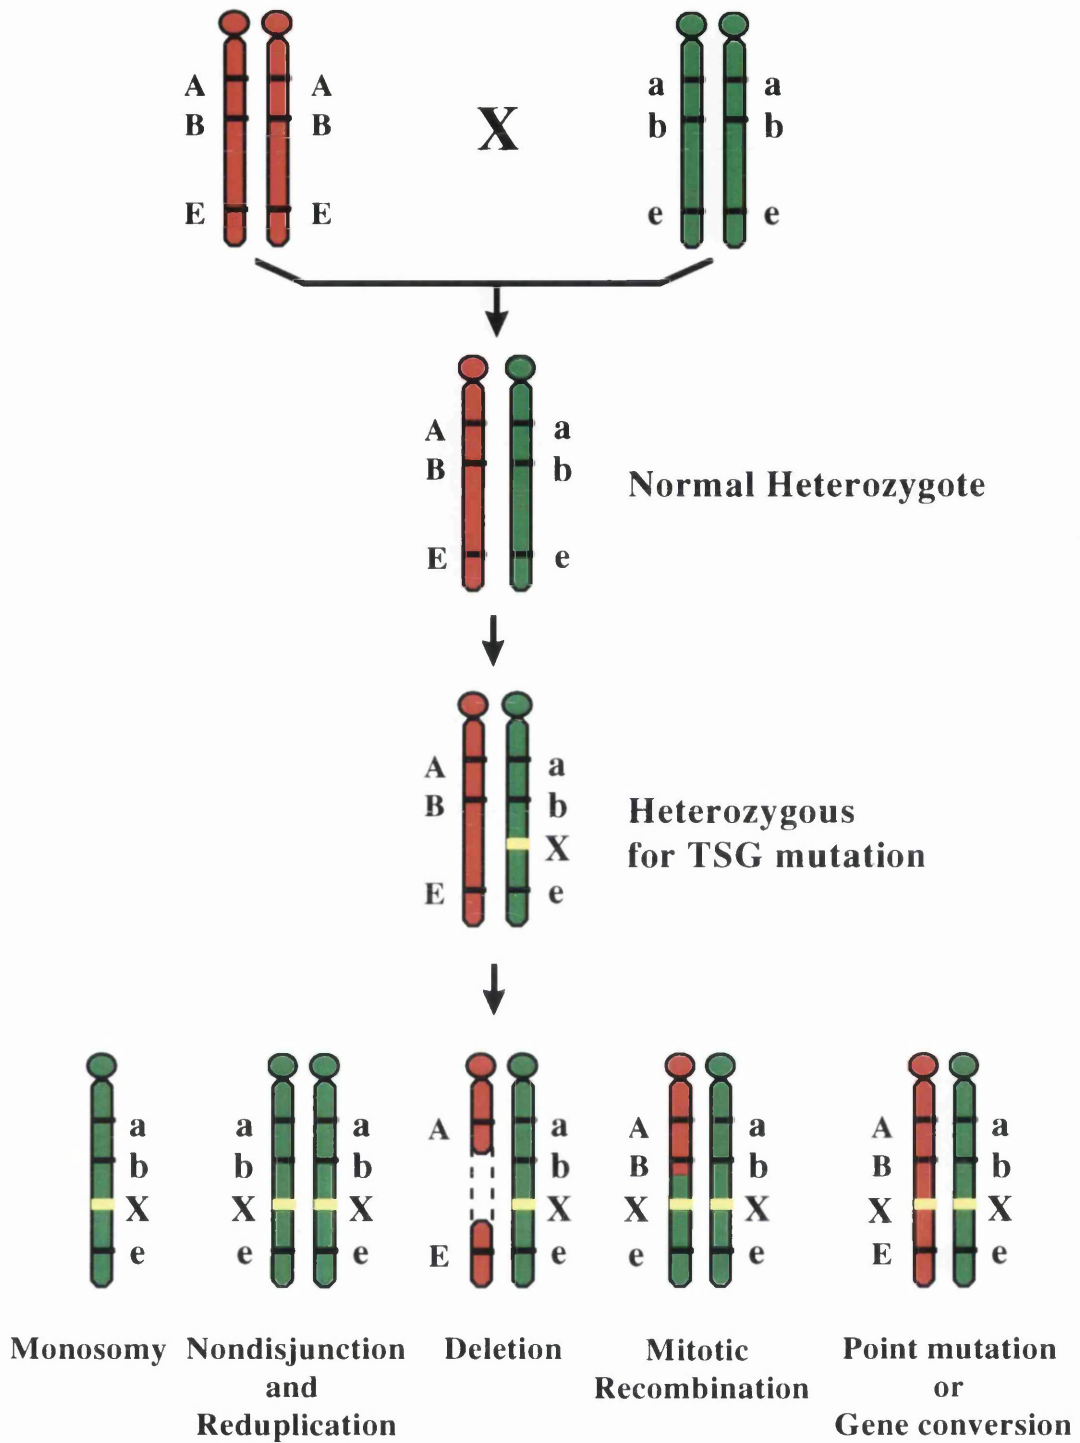 A A a a
B X B b b
E E e e
A a
B b
Normal Heterozygote
E e
A a
B b
Heterozygous
X
for TSG mutation
E e
a a a A a A a A a
b b b b B b B b
X X X X X X X X
e e e E e e e E e
Monosomy Nondisjunction Deletion Mitotic Point mutation
and Recombination or
Reduplication Gene conversion